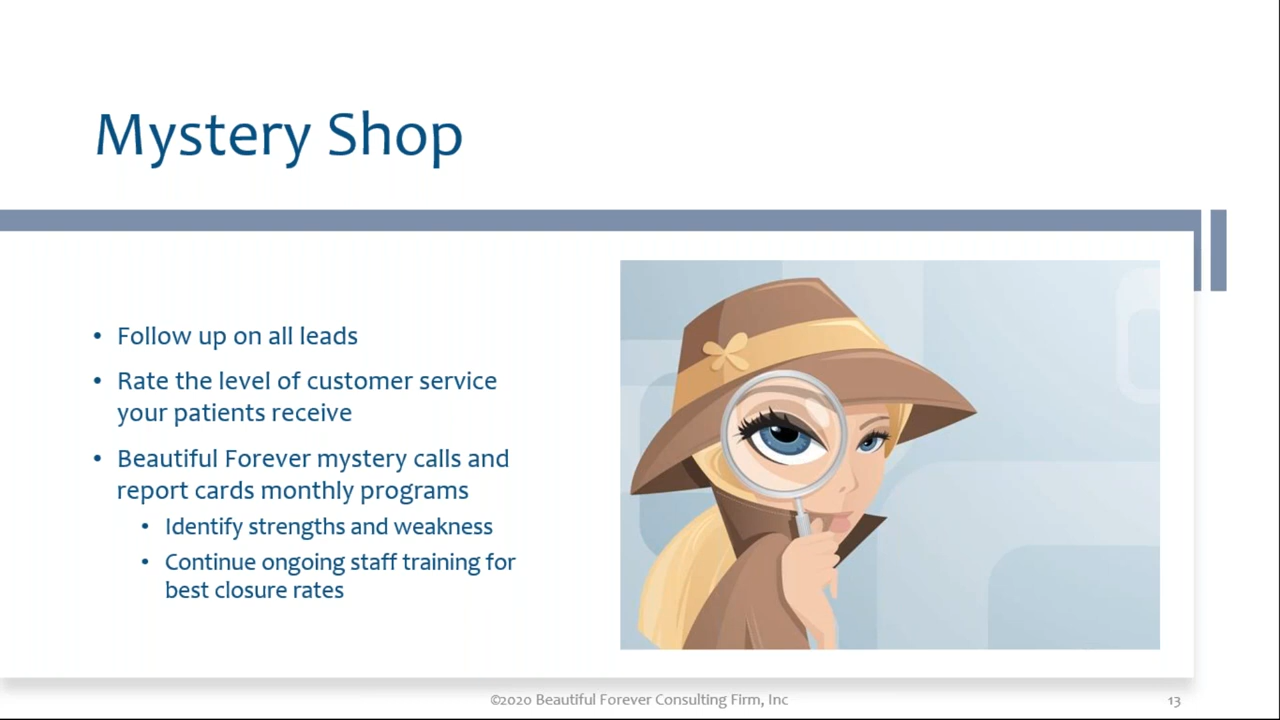 Mystery Shop
• Follow up on all leads
• Rate the level of customer service
your patients receive
• Beautiful Forever mystery calls and
report cards monthly programs
• Identify strengths and weakness
• Continue ongoing staff training for
best closure rates
©2020 Beautiful Forever Consulting Firm, Inc
13